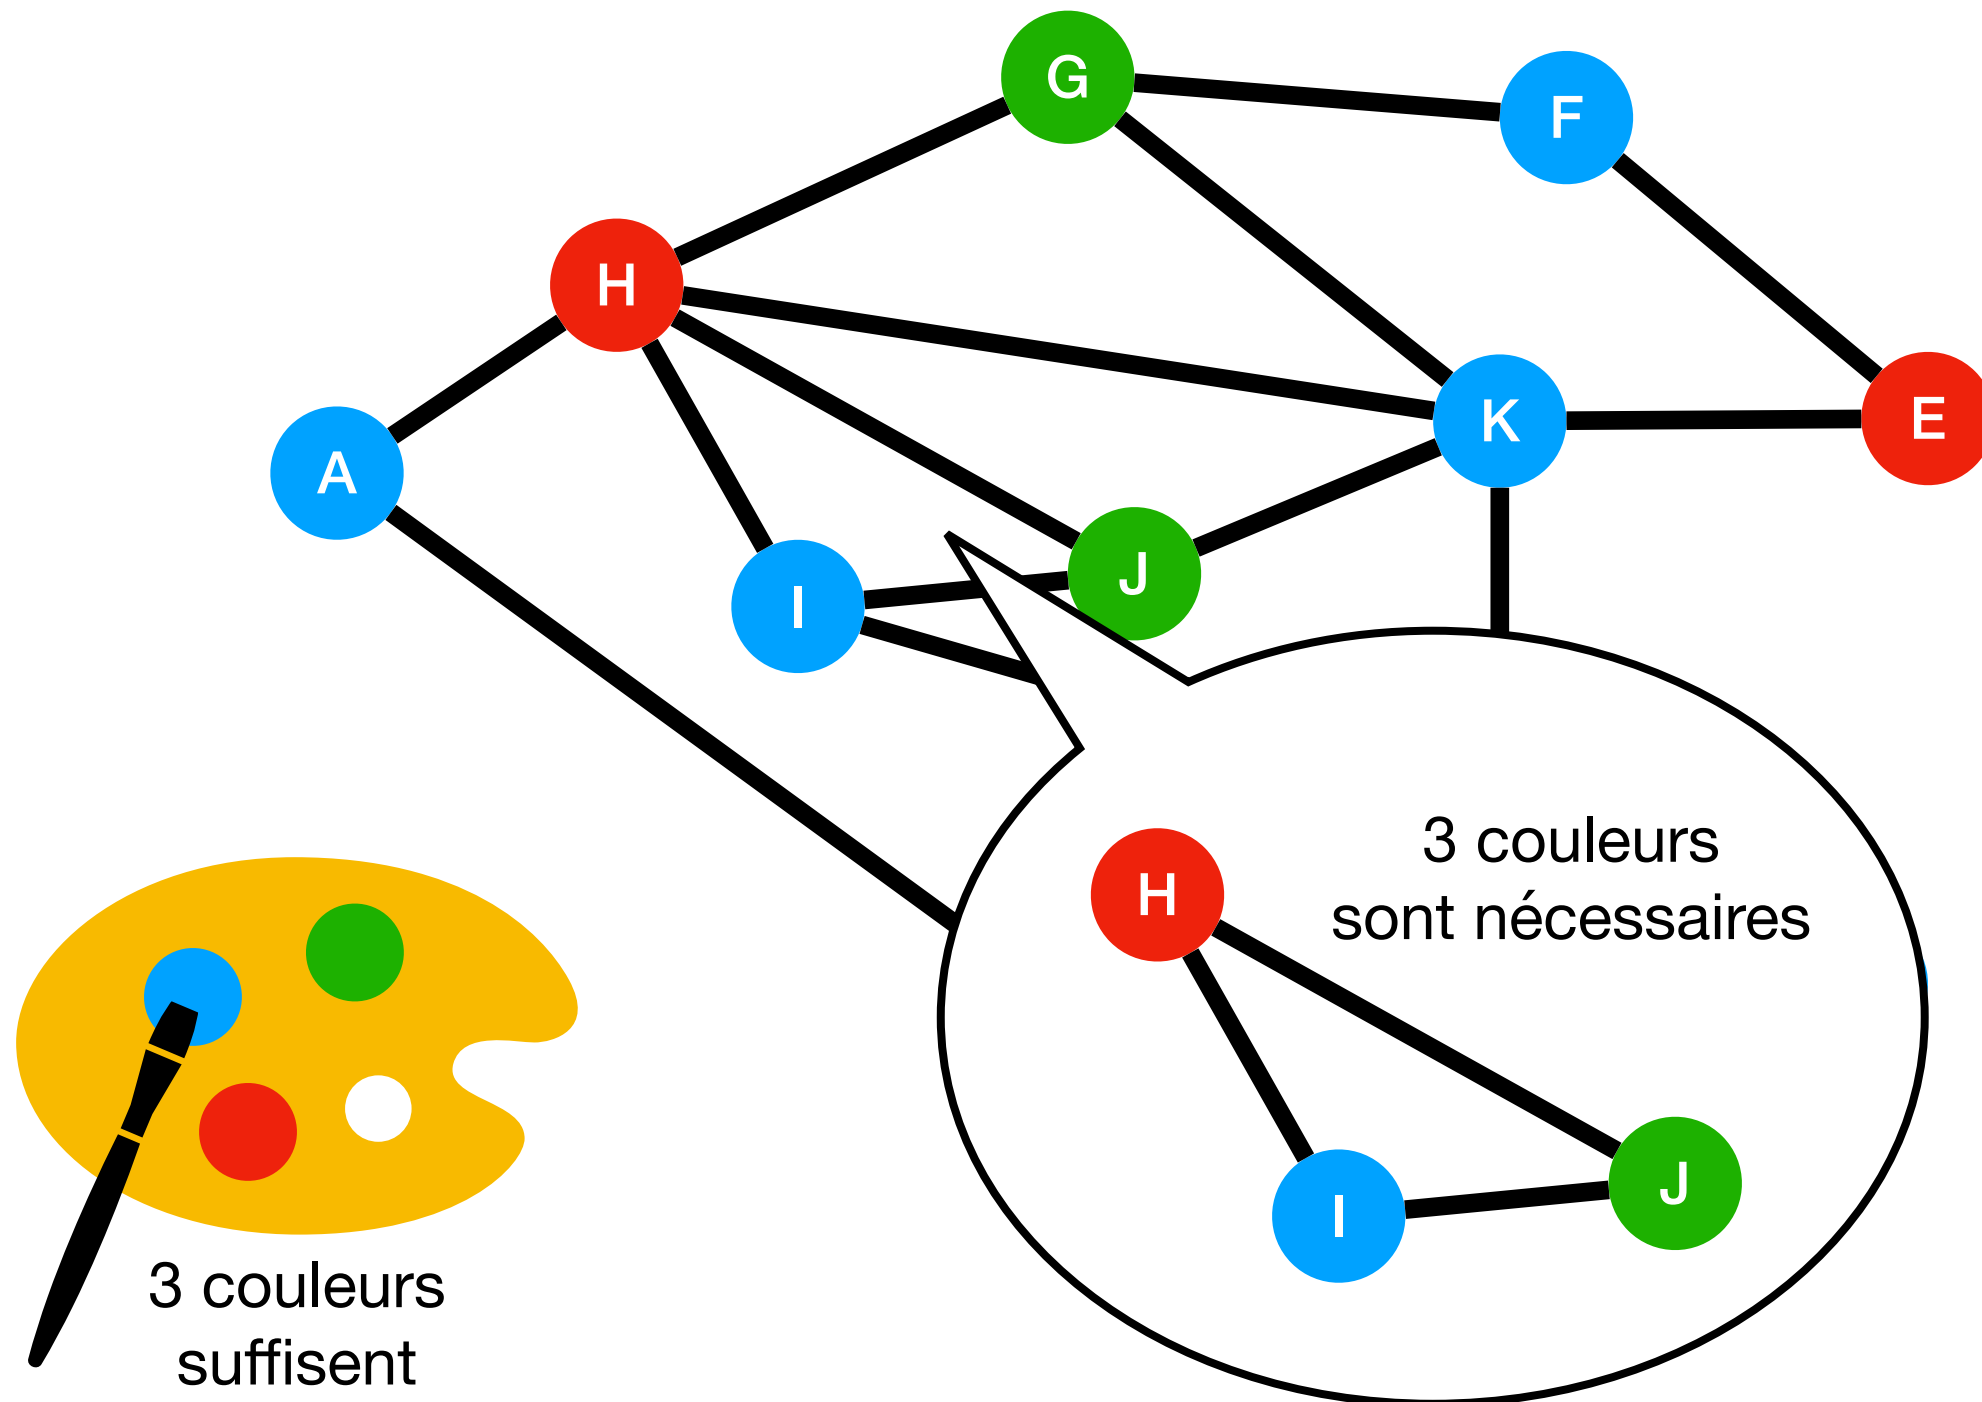 G
F
H
K
E
A
J
I
3 couleurs
sont nécessaires
H
J
I
3 couleurs
suffisent